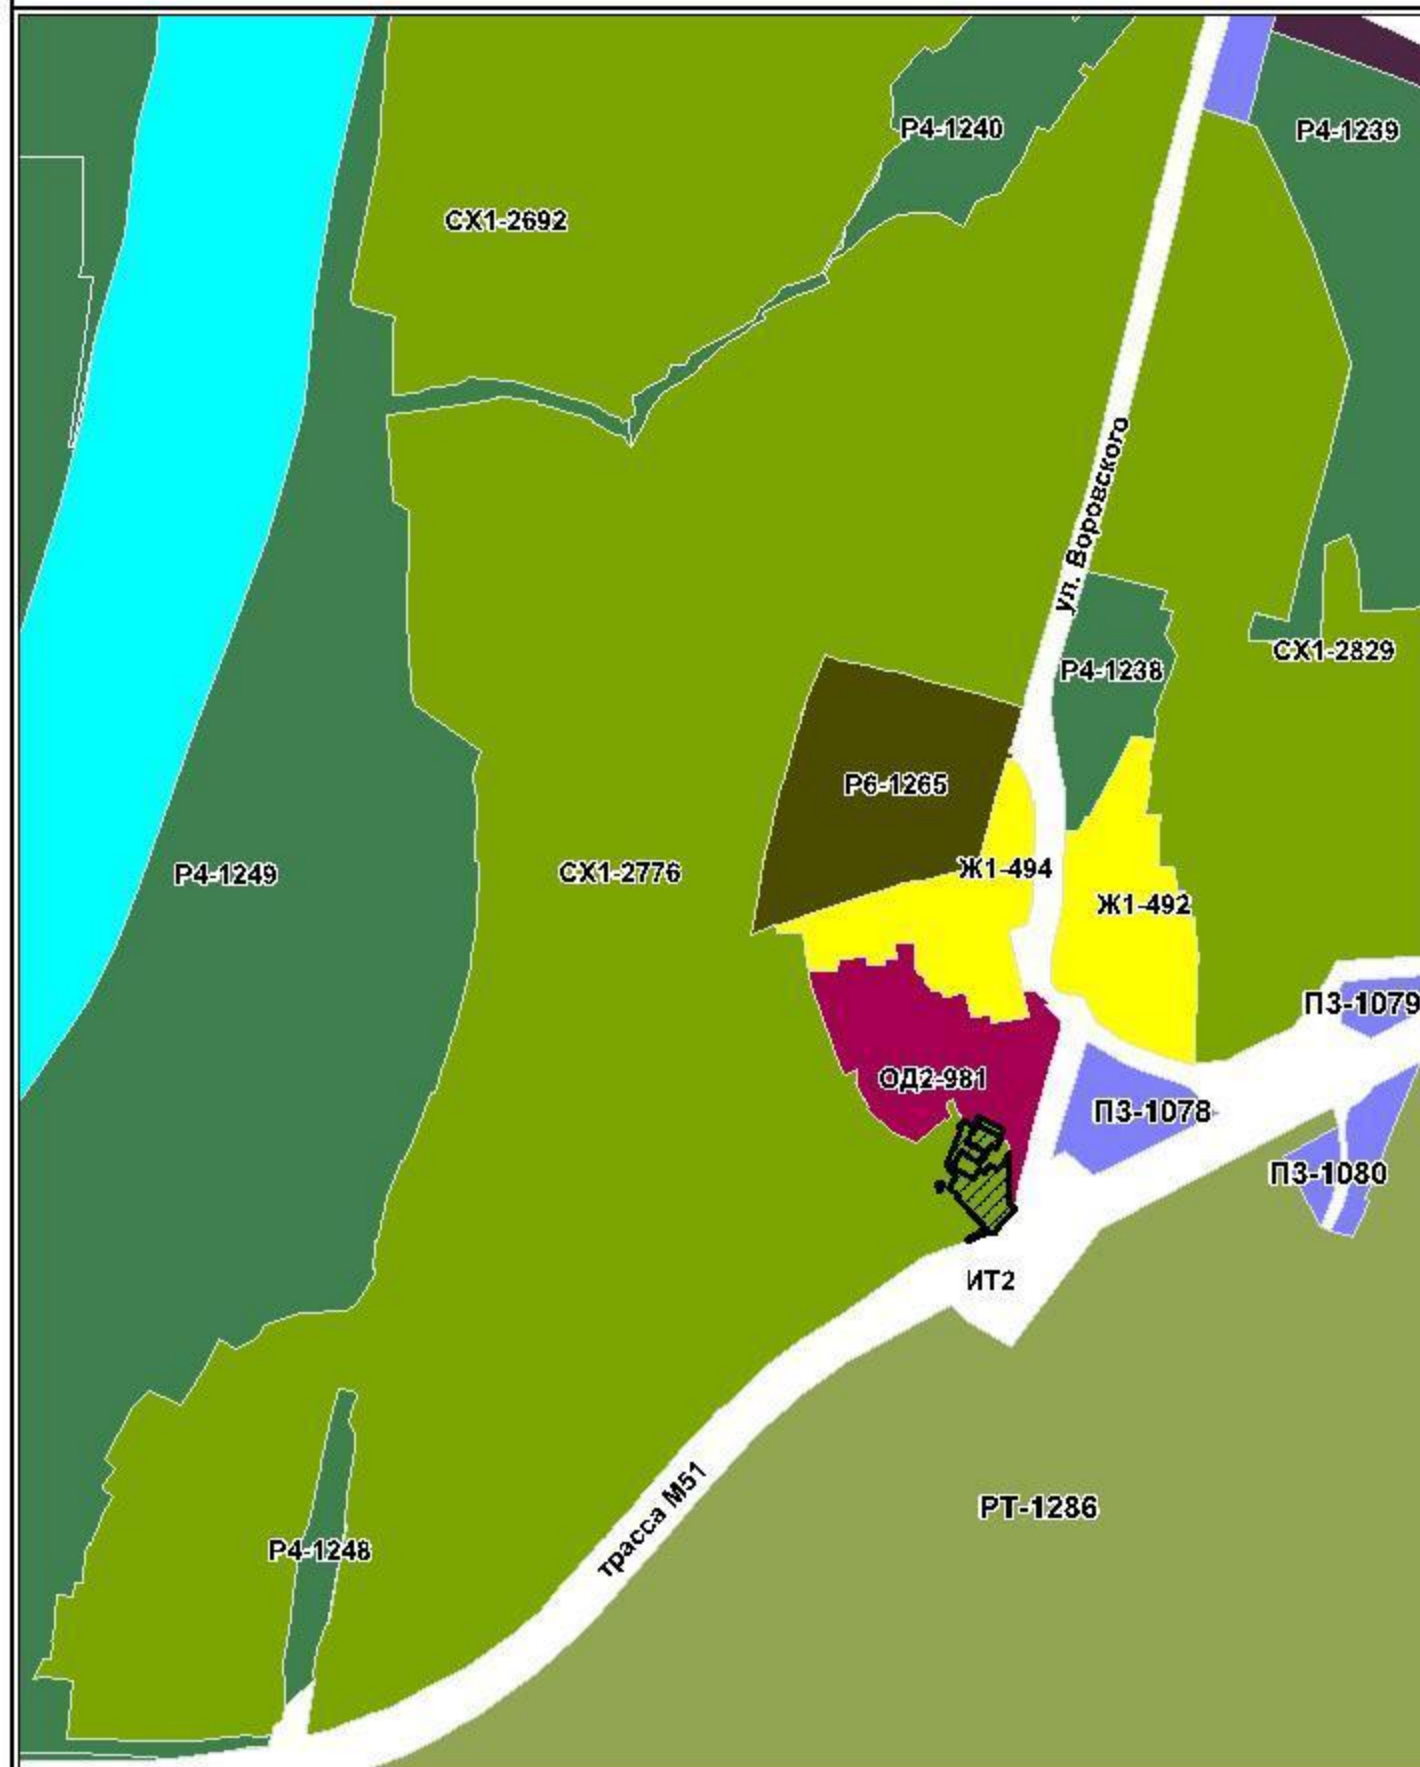 Р4-1240
Р4-1239
СХ1-2692
ул. Воровского
СХ1-2829
Р4-1238
Р6-1265
Ж1-494
Р4-1249
СХ1-2776
Ж1-492
П3-1079
ОД2-981
П3-1078
П3-1080
ИТ2
РТ-1286
трасса М51
Р4-1248